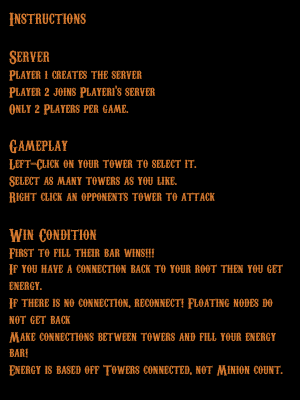 Instructions
Server
Player 1 creates the server
Player 2 joins Player1's server
Only 2 Players per game.
Gameplay
Left-Click on your tower to select it.
Select as many towers as you like.
Right click an opponents tower to attack
Win Condition
First to fill their bar wins!!!
If you have a connection back to your root then you get
energy.
If there is no connection, reconnect! Floating nodes do
not get back
Make connections between towers and fill your energy
bar!
Energy is based off Towers connected, not Minion count.